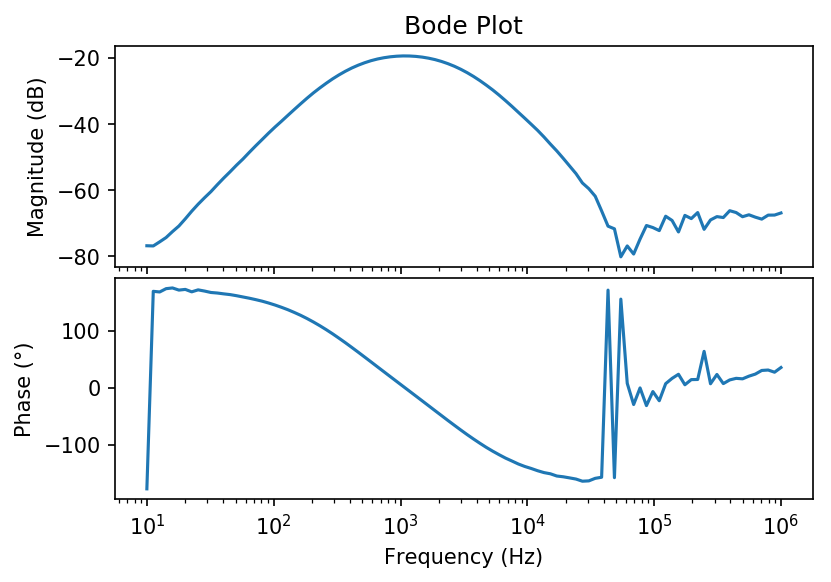 Bode Plot
Magnitude (dB)
−20
−40
−60
−80
Phase (°)
100
0
−100
10¹ 10² 10³ 10⁴ 10⁵ 10⁶
Frequency (Hz)